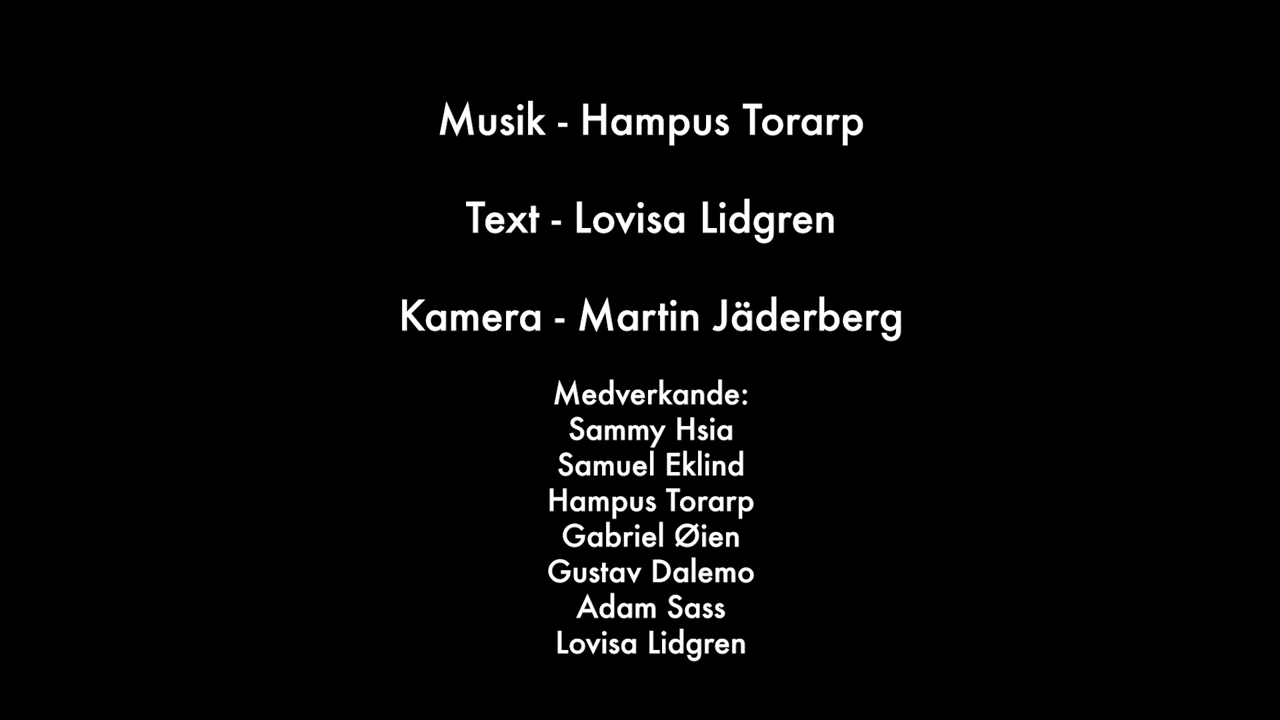 Musik - Hampus Torarp
Text - Lovisa Lidgren
Kamera - Martin Jäderberg
Medverkande:
Sammy Hsia
Samuel Eklind
Hampus Torarp
Gabriel Øien
Gustav Dalemo
Adam Sass
Lovisa Lidgren